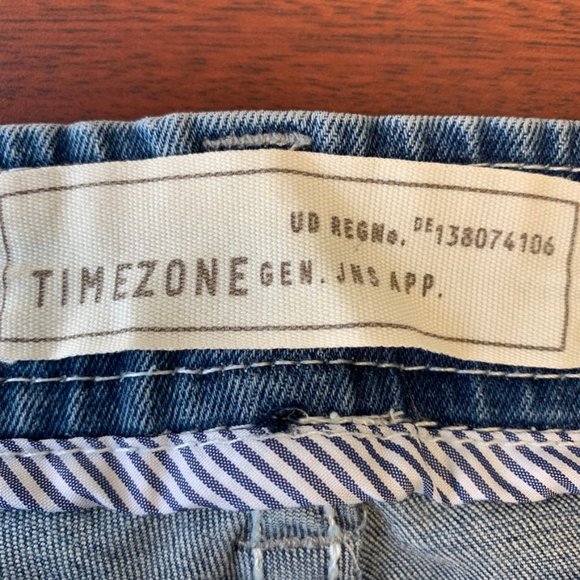 UD REGNo. DE138074106
TIMEZONE GEN. JNS APP.